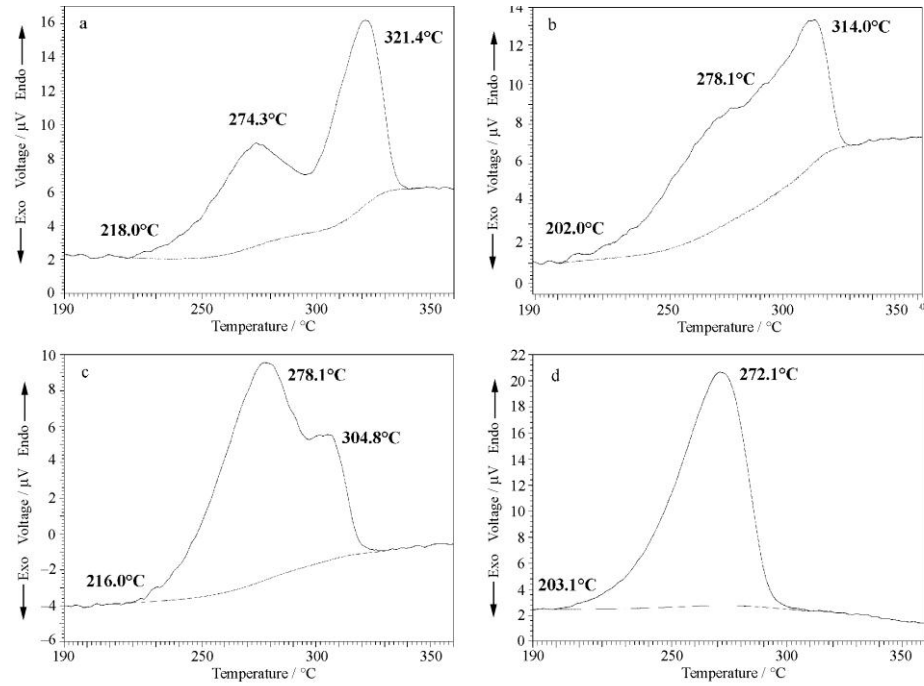 a
16
14
12
10
8
6
4
2
0
321.4°C
274.3°C
218.0°C
Exo Voltage / μV Endo
190 250 300 350
Temperature / °C
b
14
12
10
8
6
4
2
0
314.0°C
278.1°C
202.0°C
Exo Voltage / μV Endo
190 250 300 350
Temperature / °C
c
10
8
6
4
2
0
−2
−4
−6
278.1°C
304.8°C
216.0°C
Exo Voltage / μV Endo
190 250 300 350
Temperature / °C
d
22
20
18
16
14
12
10
8
6
4
2
0
272.1°C
203.1°C
Exo Voltage / μV Endo
190 250 300 350
Temperature / °C